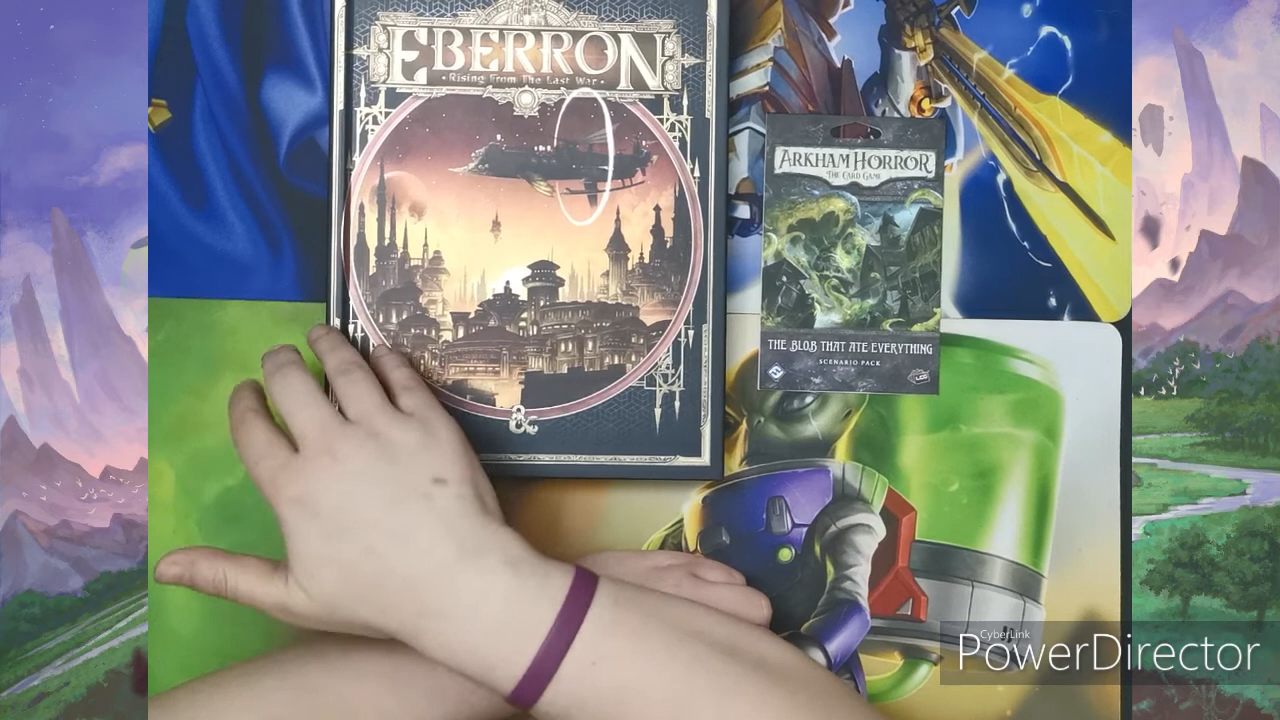 EBERRON
• Rising From The Last War •
&
ARKHAM HORROR
THE CARD GAME
THE BLOB THAT ATE EVERYTHING
SCENARIO PACK
LCG
CyberLink
PowerDirector